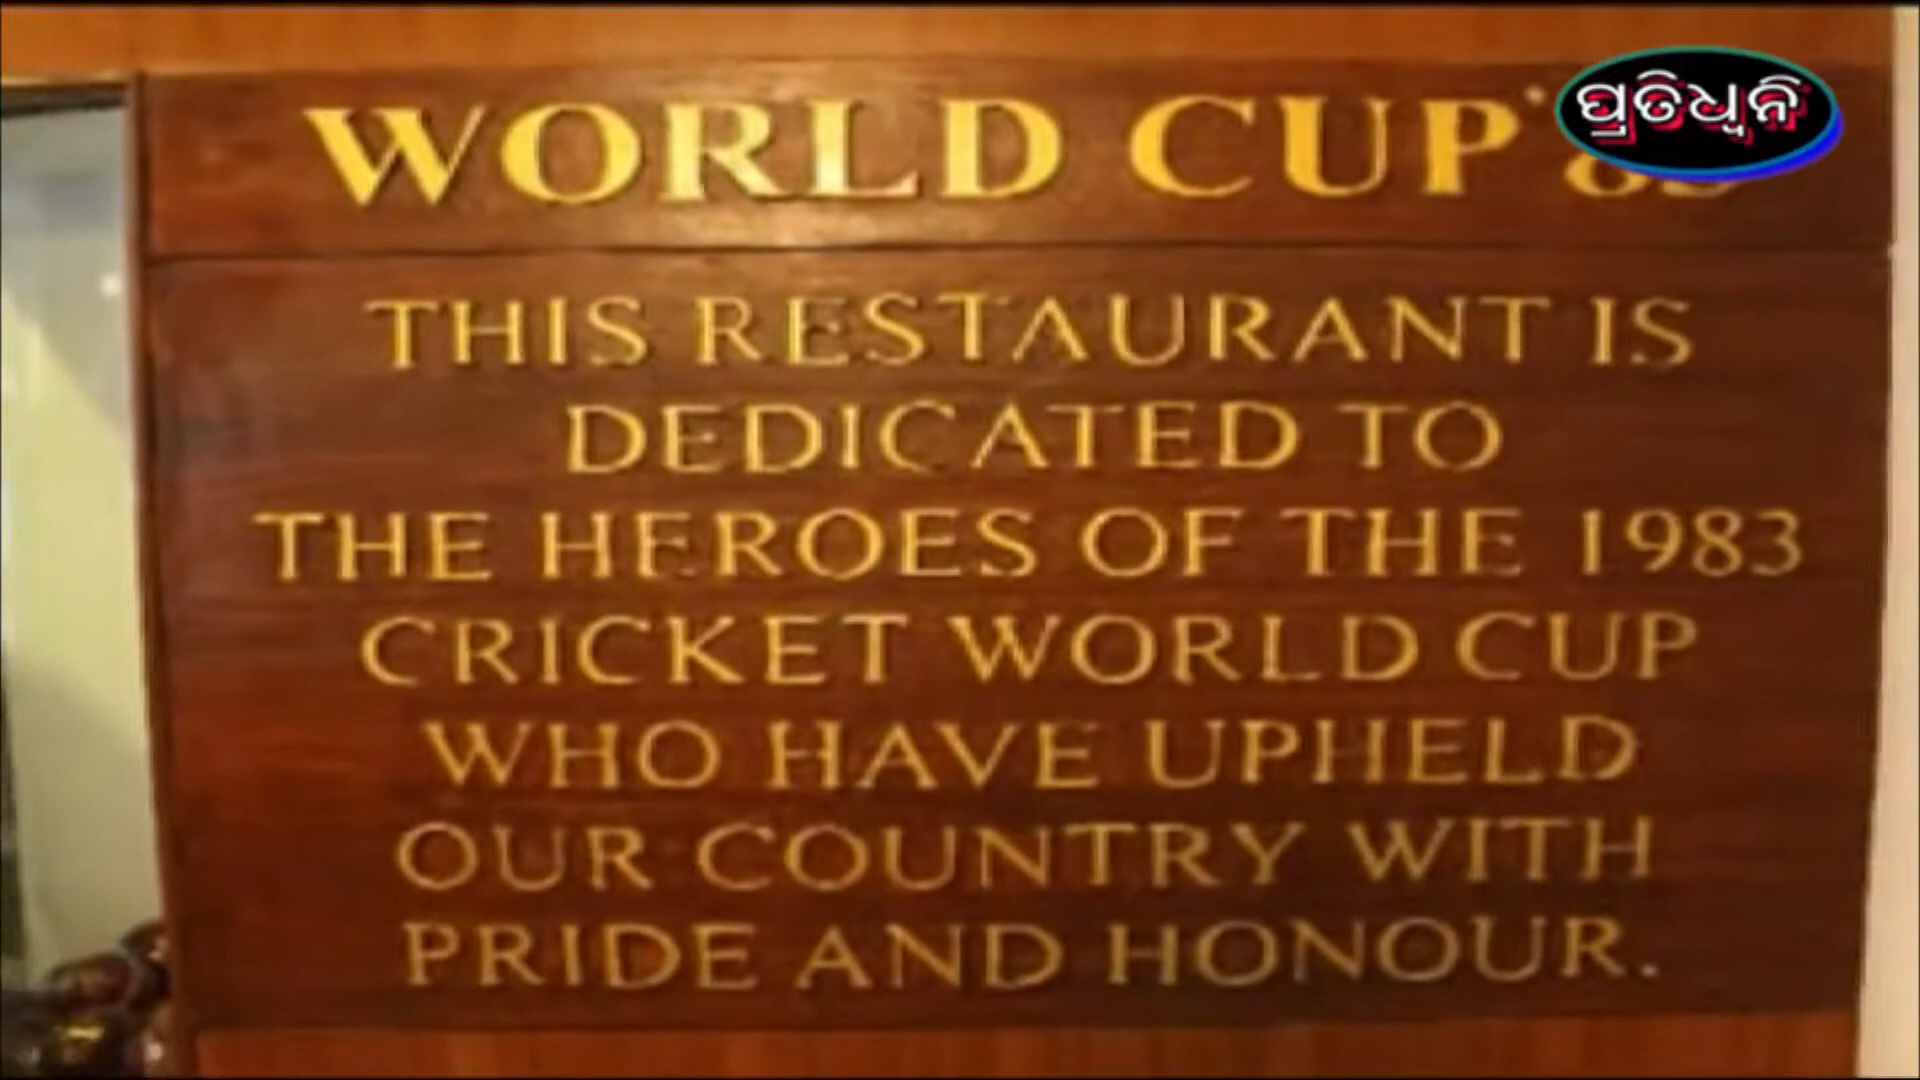 WORLD CUP
ପ୍ରତିଧ୍ୱନି
THIS RESTAURANT IS
DEDICATED TO
THE HEROES OF THE 1983
CRICKET WORLD CUP
WHO HAVE UPHELD
OUR COUNTRY WITH
PRIDE AND HONOUR.